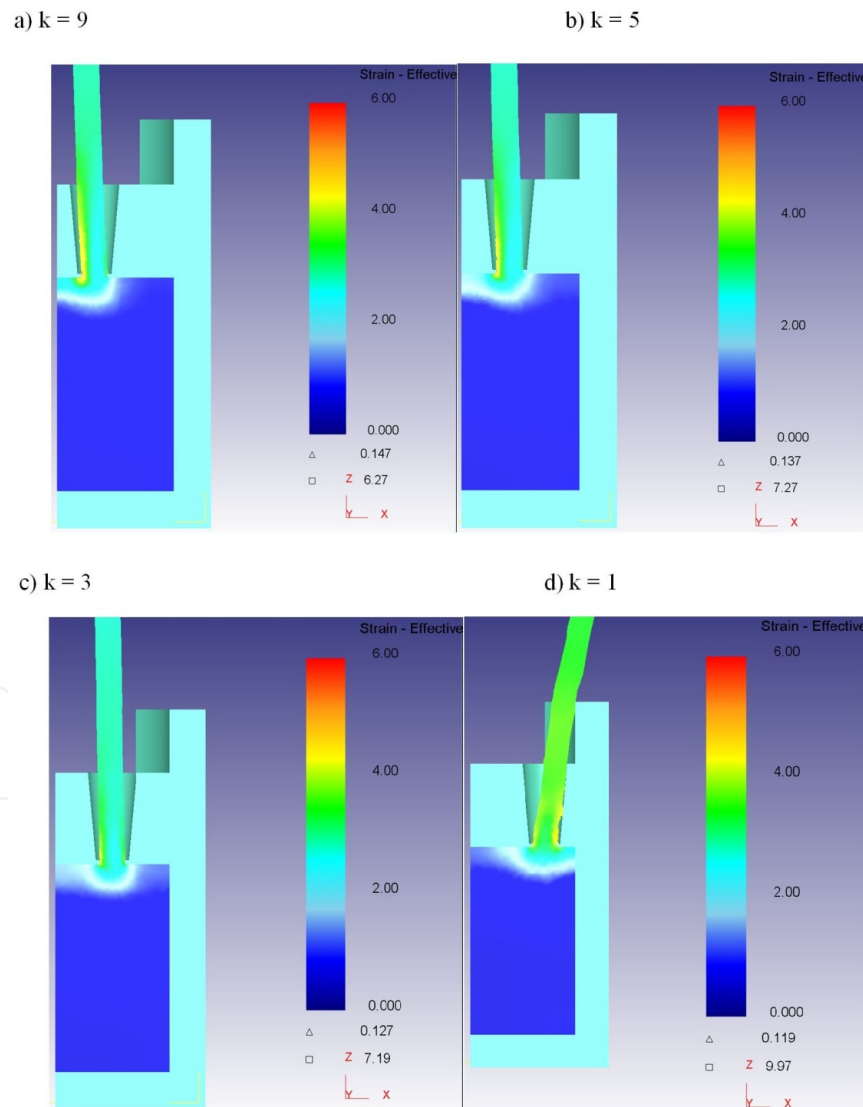 a) k = 9
b) k = 5
Strain - Effective
6.00
4.00
2.00
0.000
△ 0.147
□ Z 6.27
Y X
Strain - Effective
6.00
4.00
2.00
0.000
△ 0.137
□ Z 7.27
Y X
c) k = 3
d) k = 1
Strain - Effective
6.00
4.00
2.00
0.000
△ 0.127
□ Z 7.19
Y X
Strain - Effective
6.00
4.00
2.00
0.000
△ 0.119
□ Z 9.97
Y X